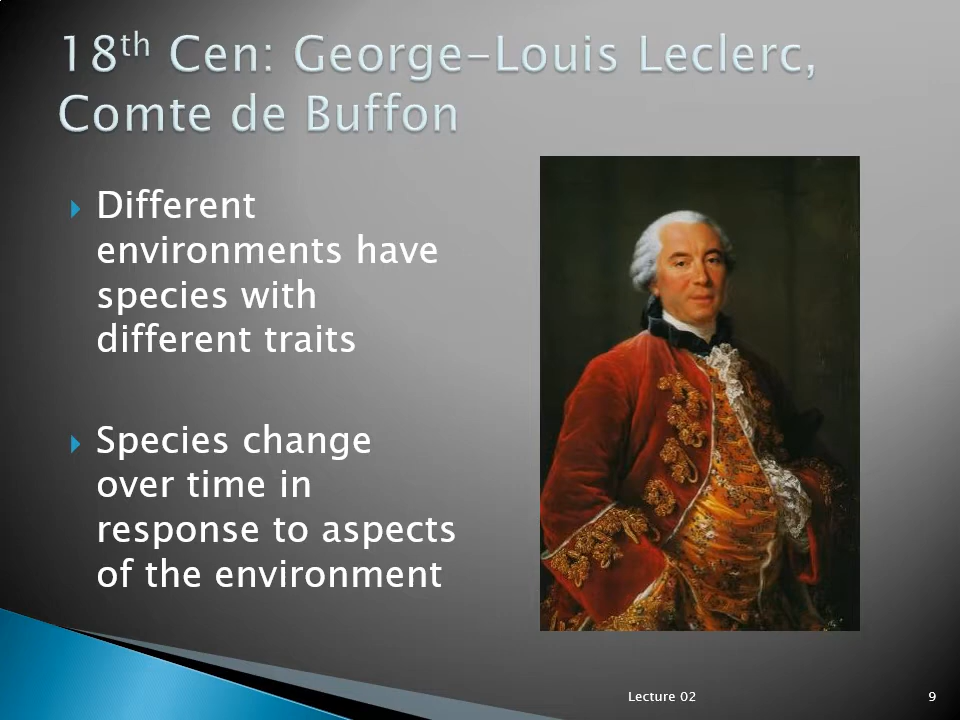 18th Cen: George-Louis Leclerc,
Comte de Buffon
Different
environments have
species with
different traits
Species change
over time in
response to aspects
of the environment
Lecture 02
9